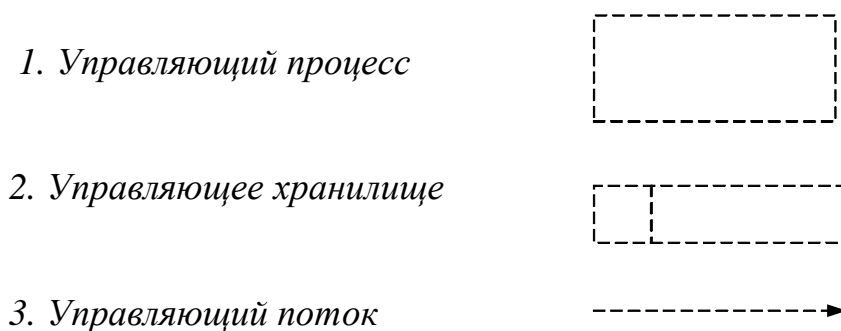 1. Управляющий процесс
2. Управляющее хранилище
3. Управляющий поток